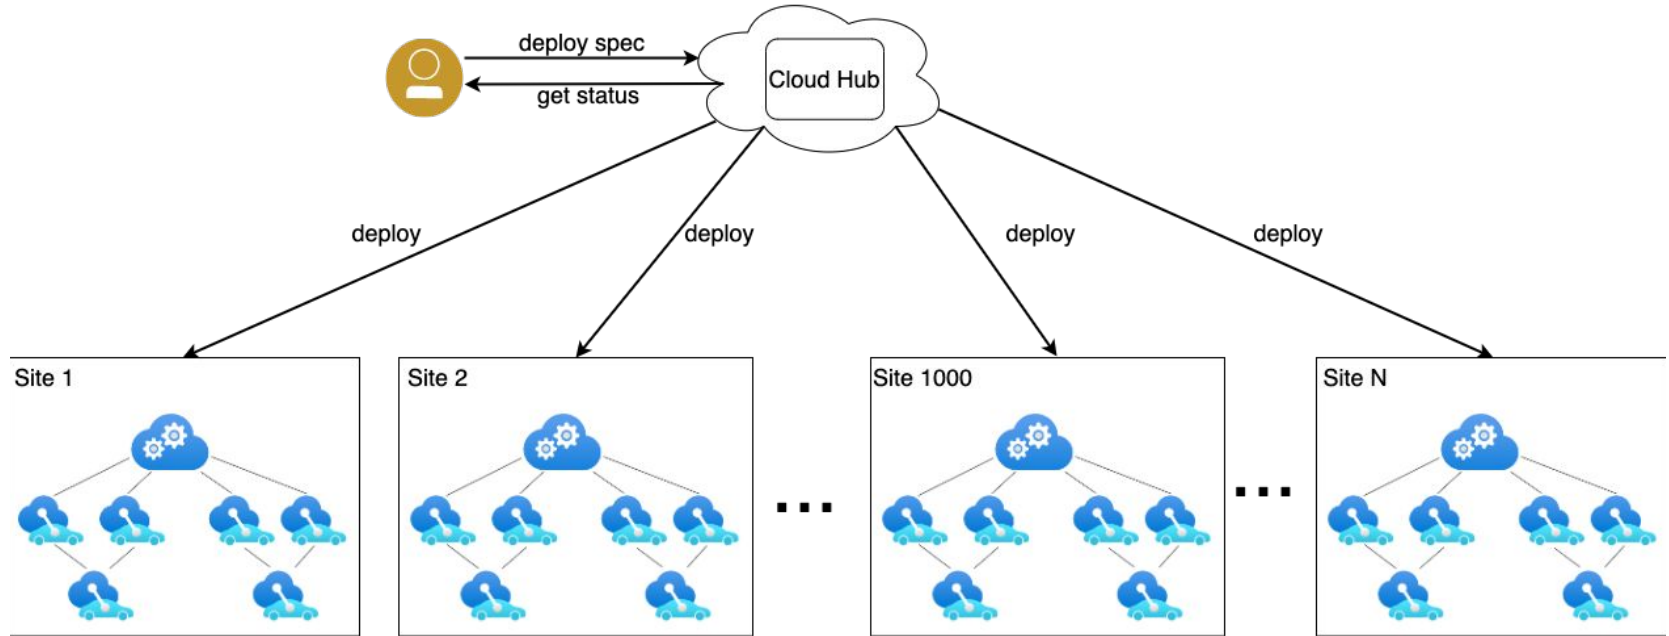 deploy spec
get status
Cloud Hub
deploy
deploy
deploy
deploy
Site 1
Site 2
Site 1000
Site N
...
...